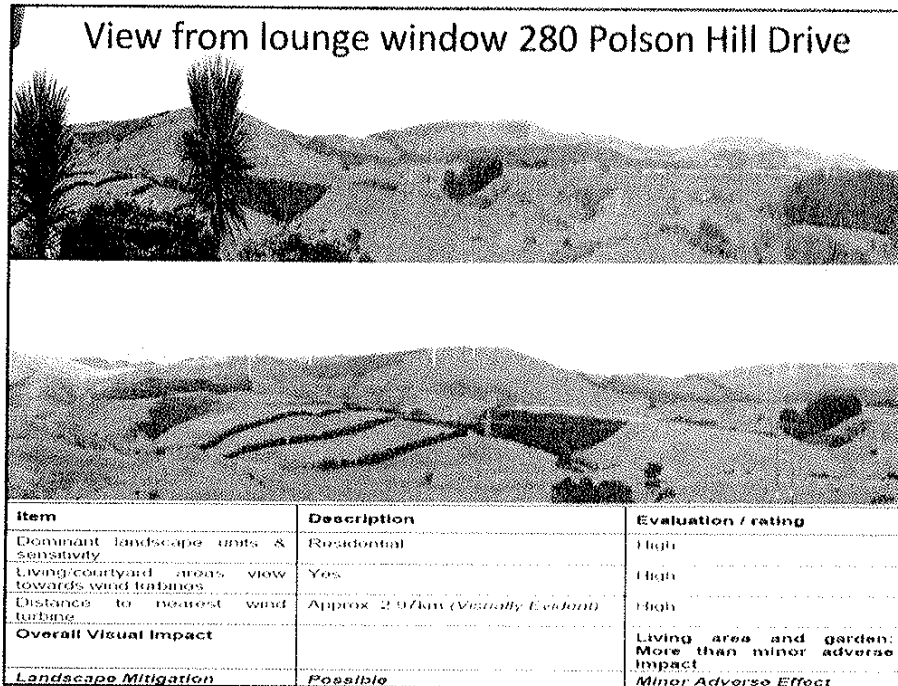 View from lounge window 280 Polson Hill Drive
Item Description Evaluation / rating
Dominant landscape units & Residential High
sensitivity
Living/courtyard areas view Yes High
towards wind turbines
Distance to nearest wind Approx 2.97km (Visually Evident) High
turbine
Overall Visual Impact Living area and garden:
More than minor adverse
impact
Landscape Mitigation Possible Minor Adverse Effect